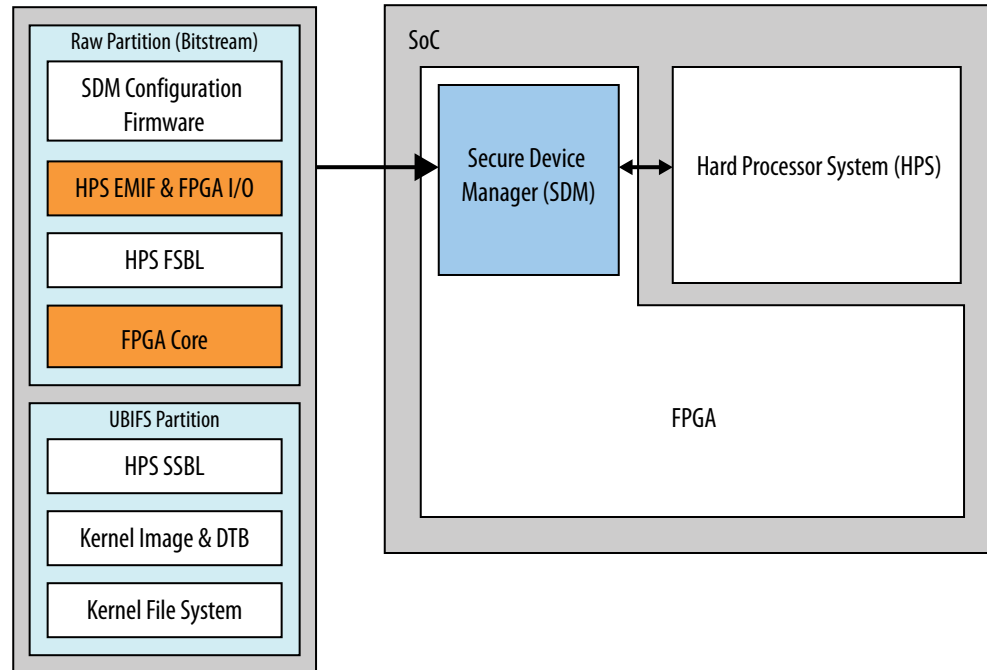 Raw Partition (Bitstream)
SDM Configuration
Firmware
HPS EMIF & FPGA I/O
HPS FSBL
FPGA Core
UBIFS Partition
HPS SSBL
Kernel Image & DTB
Kernel File System
SoC
Secure Device
Manager (SDM)
Hard Processor System (HPS)
FPGA